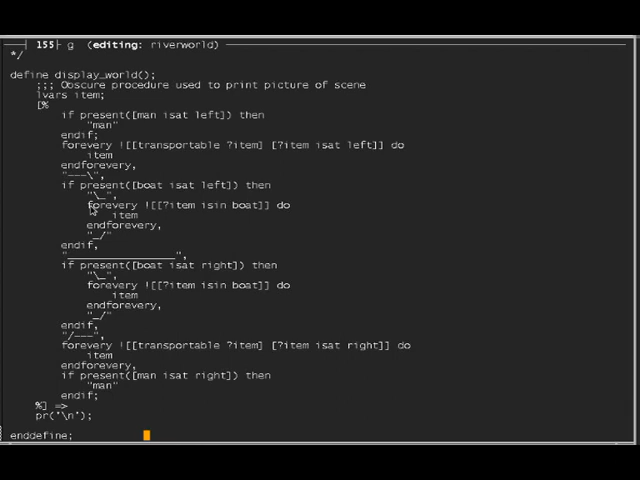 155 g (editing: riverworld)
*/
define display_world();
;;; Obscure procedure used to print picture of scene
lvars item;
[%
if present([man isat left]) then
"man"
endif;
forevery ![[transportable ?item] [?item isat left]] do
item
endforevery,
"---\",
if present([boat isat left]) then
"\_",
forevery ![[?item isin boat]] do
item
endforevery,
"_/"
endif,
"_________________",
if present([boat isat right]) then
"\_",
forevery ![[?item isin boat]] do
item
endforevery,
"_/"
endif,
"/---",
forevery ![[transportable ?item] [?item isat right]] do
item
endforevery,
if present([man isat right]) then
"man"
endif;
%] =>
pr('\n');
enddefine;